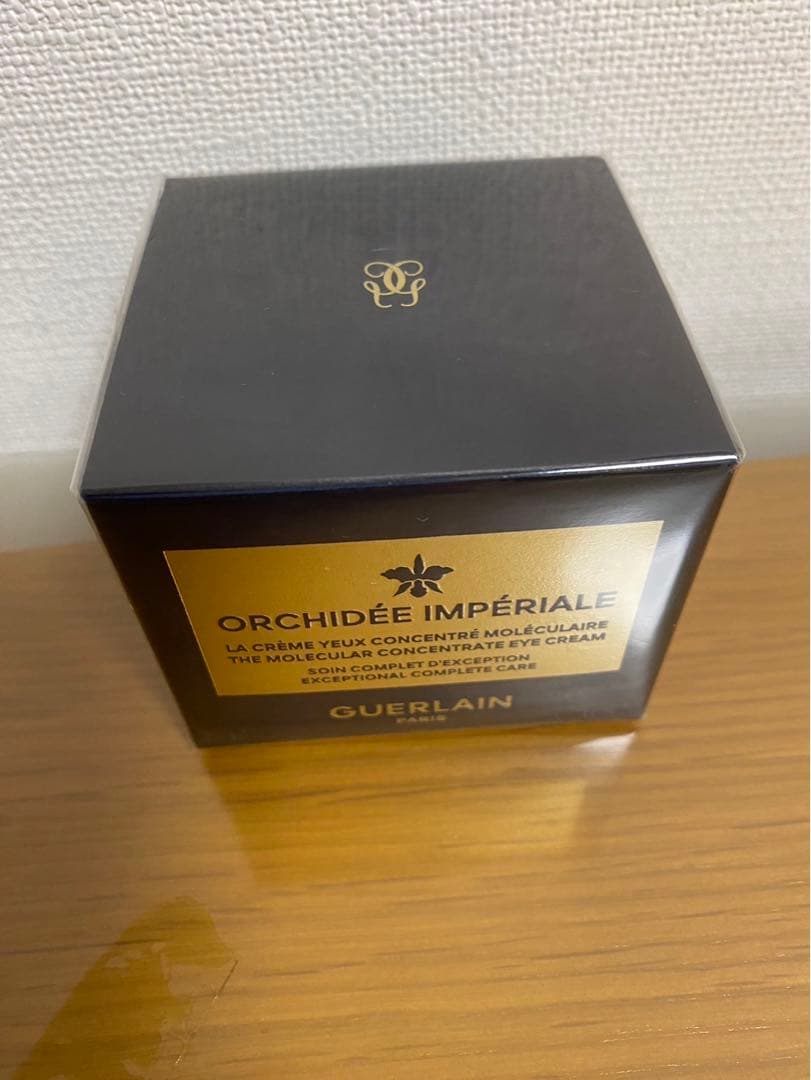 ORCHIDÉE IMPÉRIALE
LA CRÈME YEUX CONCENTRÉ MOLÉCULAIRE
THE MOLECULAR CONCENTRATE EYE CREAM
SOIN COMPLET D'EXCEPTION
EXCEPTIONAL COMPLETE CARE
GUERLAIN
PARIS